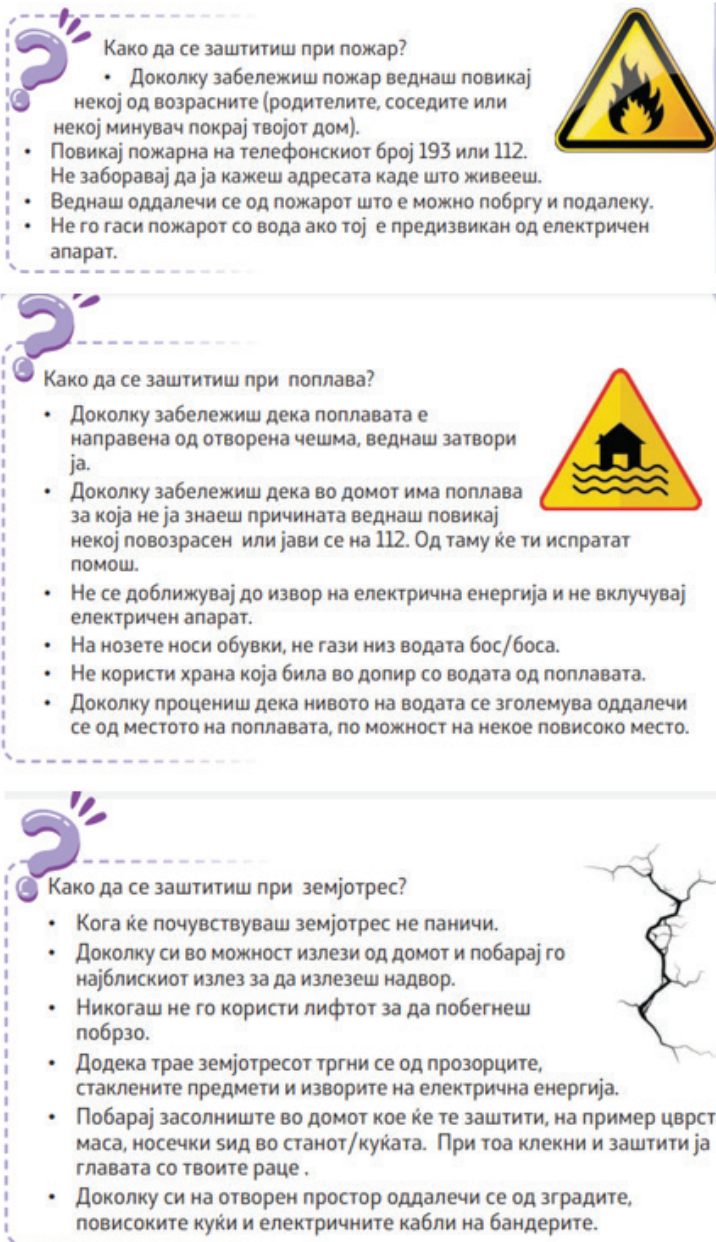 Како да се заштитиш при пожар?
• Доколку забележиш пожар веднаш повикај
некој од возрасните (родителите, соседите или
некој минувач покрај твојот дом).
• Повикај пожарна на телефонскиот број 193 или 112.
Не заборавај да ја кажеш адресата каде што живееш.
• Веднаш оддалечи се од пожарот што е можно побргу и подалеку.
• Не го гаси пожарот со вода ако тој е предизвикан од електричен
апарат.
Како да се заштитиш при поплава?
• Доколку забележиш дека поплавата е
направена од отворена чешма, веднаш затвори
ја.
• Доколку забележиш дека во домот има поплава
за која не ја знаеш причината веднаш повикај
некој повозрасен или јави се на 112. Од таму ќе ти испратат
помош.
• Не се доближувај до извор на електрична енергија и не вклучувај
електричен апарат.
• На нозете носи обувки, не гази низ водата бос/боса.
• Не користи храна која била во допир со водата од поплавата.
• Доколку процениш дека нивото на водата се зголемува оддалечи
се од местото на поплавата, по можност на некое повисоко место.
Како да се заштитиш при земјотрес?
• Кога ќе почувствуваш земјотрес не паничи.
• Доколку си во можност излези од домот и побарај го
најблискиот излез за да излезеш надвор.
• Никогаш не го користи лифтот за да побегнеш
побрзо.
• Додека трае земјотресот тргни се од прозорците,
стаклените предмети и изворите на електрична енергија.
• Побарај засолниште во домот кое ќе те заштити, на пример цврст
маса, носечки ѕид во станот/куќата. При тоа клекни и заштити ја
главата со твоите раце .
• Доколку си на отворен простор оддалечи се од зградите,
повисоките куќи и електричните кабли на бандерите.